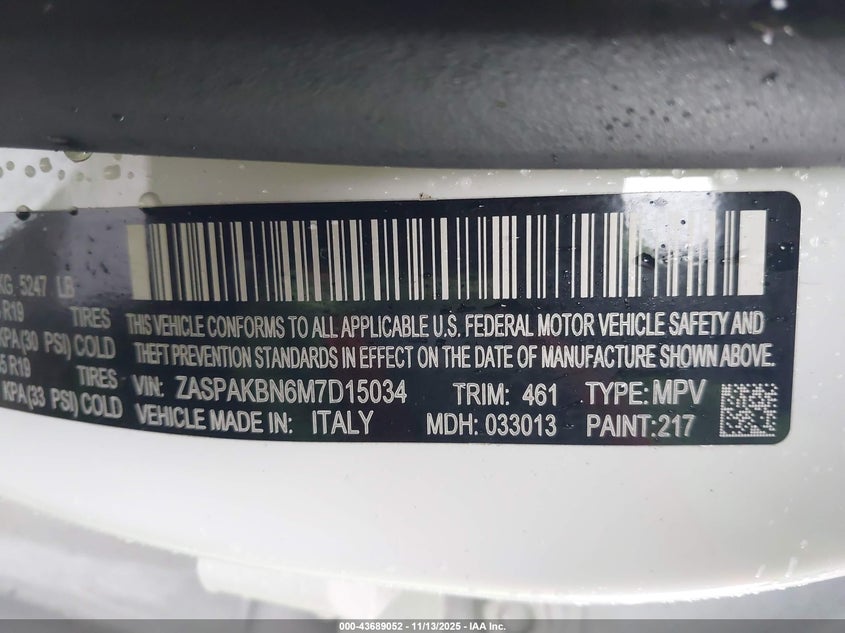 KG 5247 LB
R19 TIRES
KPA(30 PSI) COLD
5 R19 TIRES
KPA(33 PSI) COLD
THIS VEHICLE CONFORMS TO ALL APPLICABLE U.S. FEDERAL MOTOR VEHICLE SAFETY AND
THEFT PREVENTION STANDARDS IN EFFECT ON THE DATE OF MANUFACTURE SHOWN ABOVE.
VIN: ZASPAKBN6M7D15034 TRIM: 461 TYPE: MPV
VEHICLE MADE IN: ITALY MDH: 033013 PAINT:217
000-43689052 - 11/13/2025 - IAA Inc.